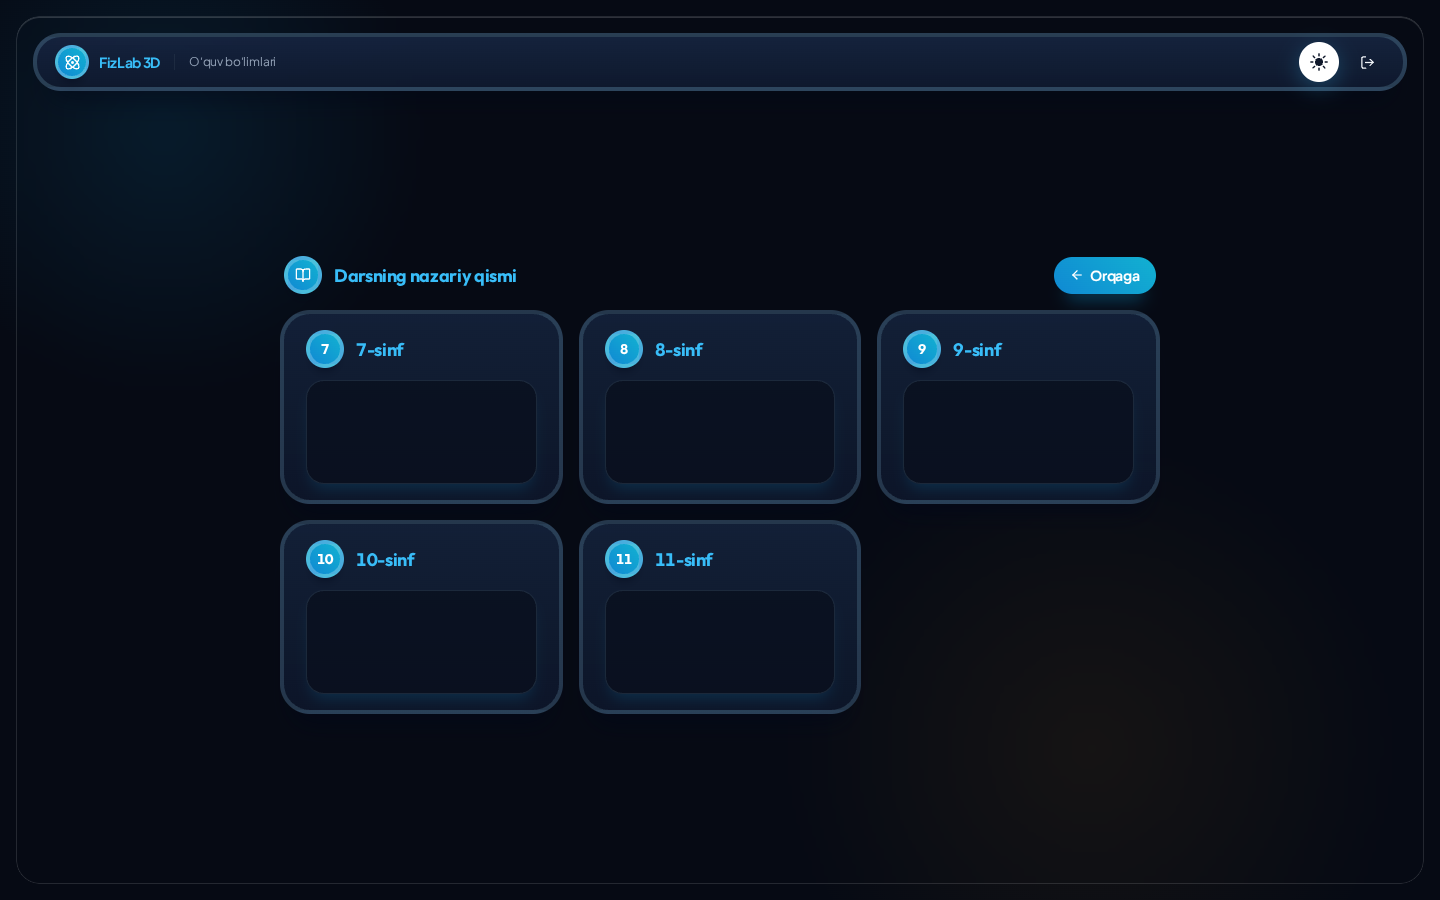 FizLab 3D
O'quv bo'limlari
Darsning nazariy qismi
Orqaga
7 7-sinf
8 8-sinf
9 9-sinf
10 10-sinf
11 11-sinf